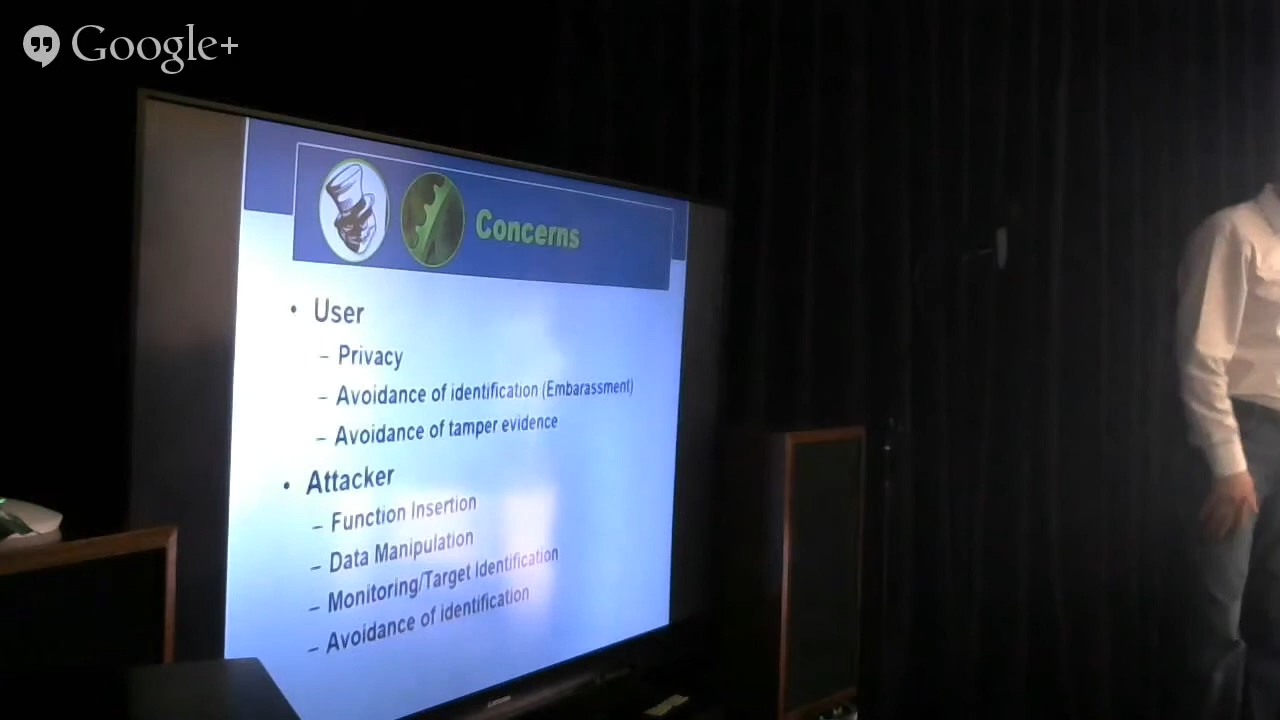 Google+
Concerns
• User
– Privacy
– Avoidance of identification (Embarassment)
– Avoidance of tamper evidence
• Attacker
– Function Insertion
– Data Manipulation
– Monitoring/Target Identification
– Avoidance of identification